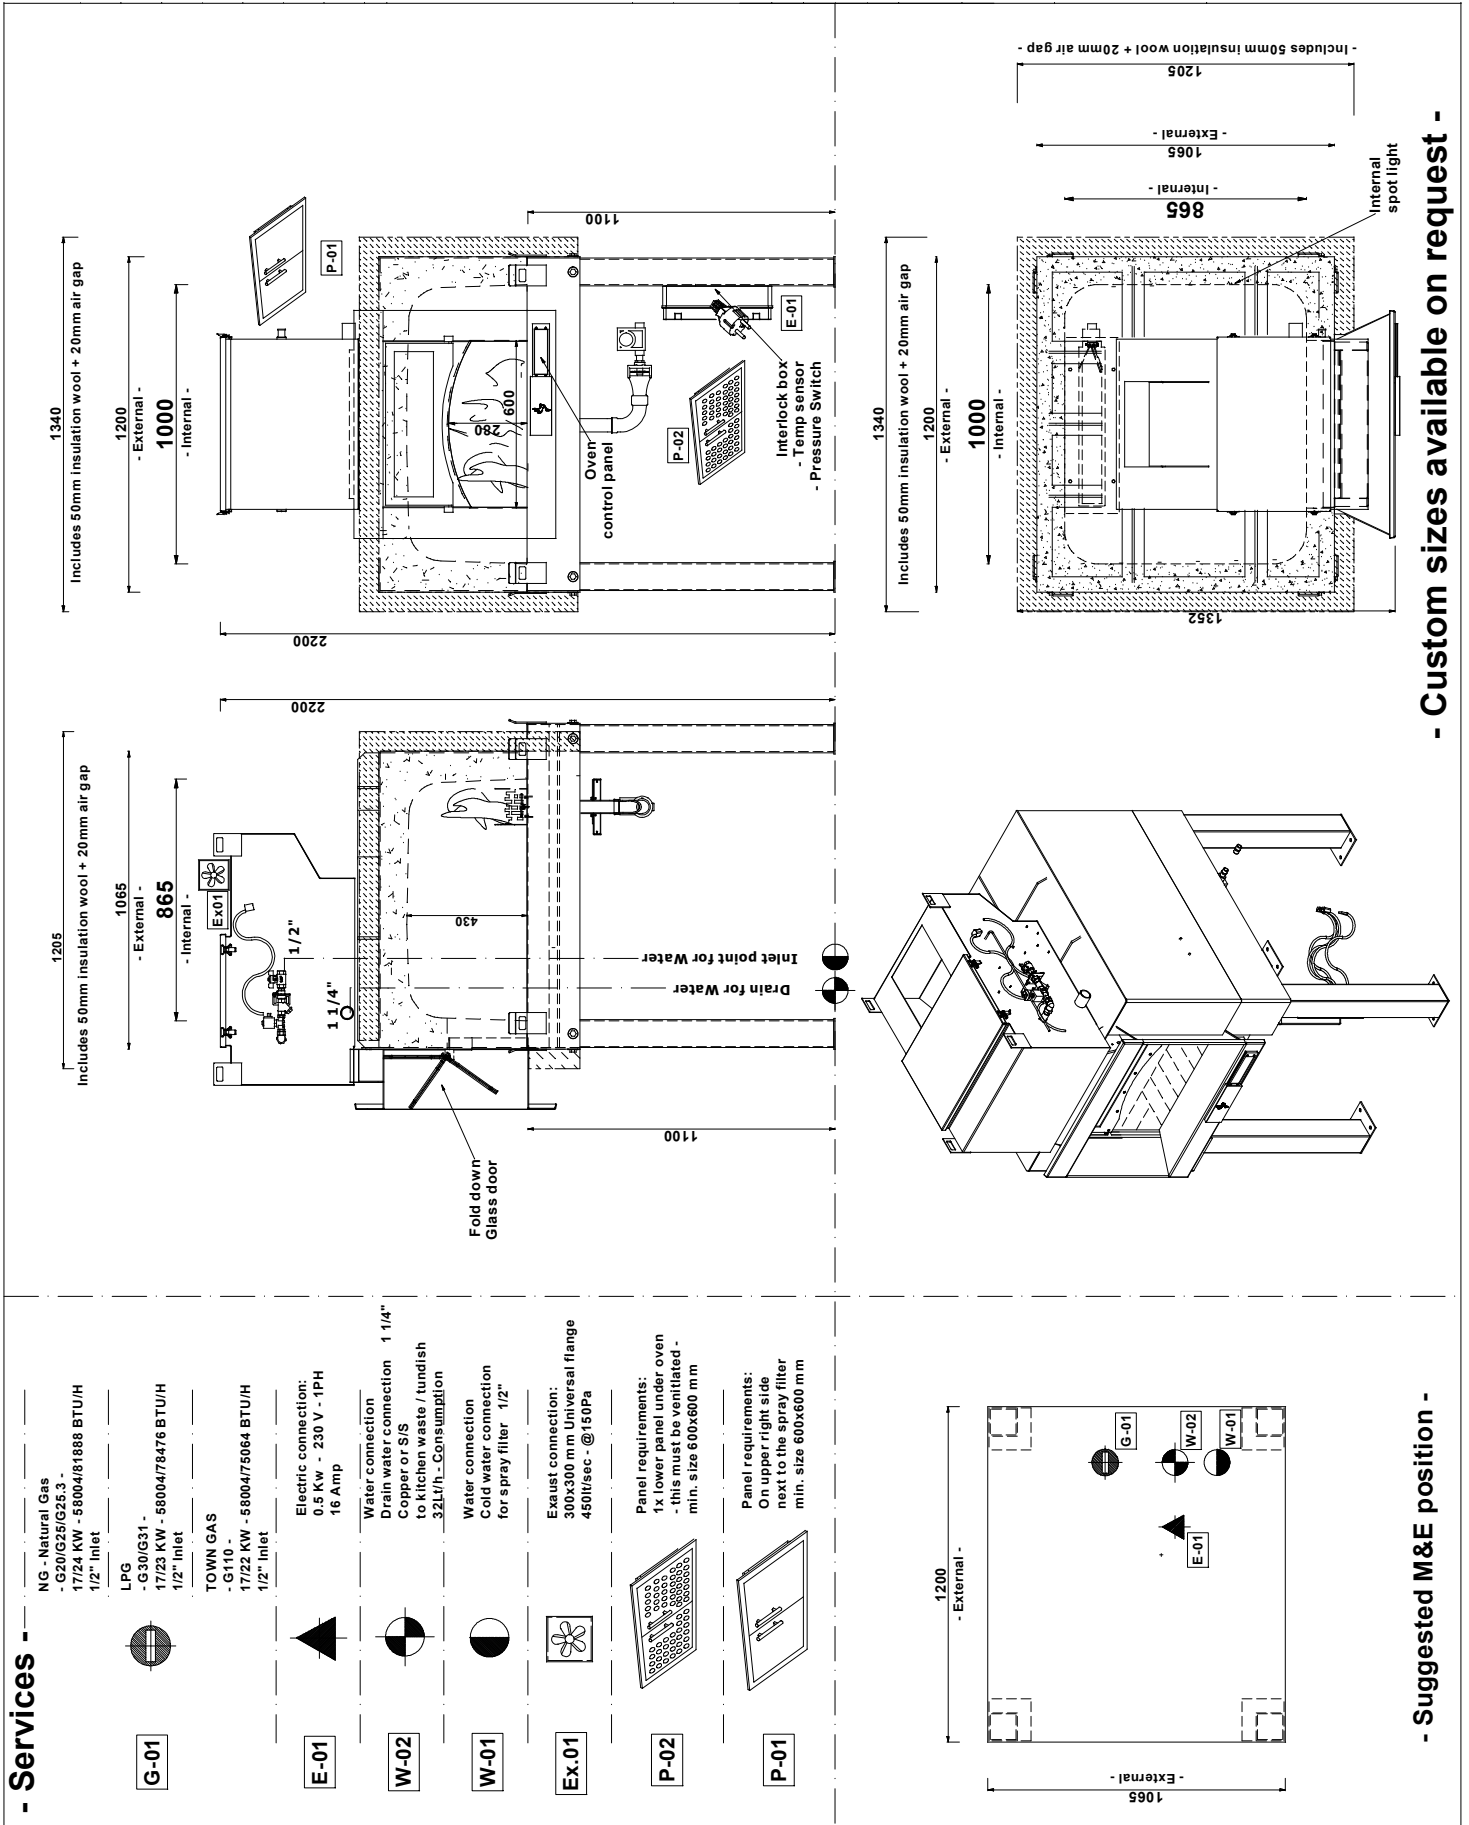 - Services -
G-01
NG - Natural Gas
- G20/G25/G25.3 -
17/24 KW - 58004/81888 BTU/H
1/2" Inlet
LPG
- G30/G31 -
17/23 KW - 58004/78476 BTU/H
1/2" Inlet
TOWN GAS
- G110 -
17/22 KW - 58004/75064 BTU/H
1/2" Inlet
E-01
Electric connection:
0.5 Kw - 230 V - 1PH
16 Amp
W-02
Water connection
Drain water connection 1 1/4"
Copper or S/S
to kitchen waste / tundish
32Lt/h - Consumption
W-01
Water connection
Cold water connection
for spray filter 1/2"
Ex.01
Exaust connection:
300x300 mm Universal flange
450lt/sec - @150Pa
P-02
Panel requirements:
1x lower panel under oven
- this must be venitlated -
min. size 600x600 mm
P-01
Panel requirements:
On upper right side
next to the spray filter
min. size 600x600 mm
1205
Includes 50mm insulation wool + 20mm air gap
1065
- External -
865
- Internal -
Ex01
1/2"
1 1/4"
430
2200
1100
Inlet point for Water
Drain for Water
Fold down
Glass door
1340
Includes 50mm insulation wool + 20mm air gap
1200
- External -
1000
- Internal -
P-01
2200
1100
280
600
Oven
control panel
P-02
E-01
Interlock box
- Temp sensor
- Pressure Switch
1200
- External -
1065
- External -
G-01
W-02
W-01
E-01
- Suggested M&E position -
1340
Includes 50mm insulation wool + 20mm air gap
1200
- External -
1000
- Internal -
1352
865
- Internal -
1065
- External -
1205
- Includes 50mm insulation wool + 20mm air gap -
Internal
spot light
- Custom sizes available on request -